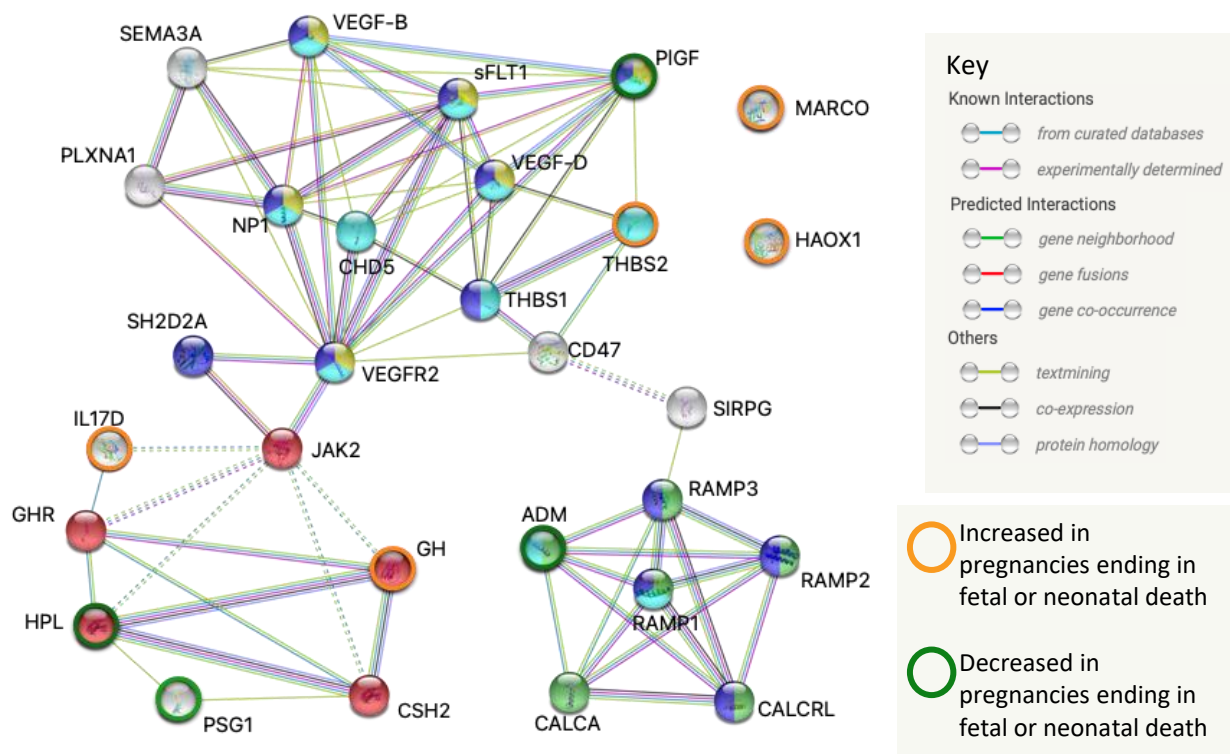 VEGF-B
SEMA3A
sFLT1
PIGF
MARCO
PLXNA1
VEGF-D
NP1
CHD5
THBS2
HAOX1
THBS1
SH2D2A
VEGFR2
CD47
SIRPG
IL17D
JAK2
GHR
GH
HPL
PSG1
CSH2
RAMP3
ADM
RAMP2
RAMP1
CALCA
CALCRL
Key
Known Interactions
from curated databases
experimentally determined
Predicted Interactions
gene neighborhood
gene fusions
gene co-occurrence
Others
textmining
co-expression
protein homology
Increased in
pregnancies ending in
fetal or neonatal death
Decreased in
pregnancies ending in
fetal or neonatal death